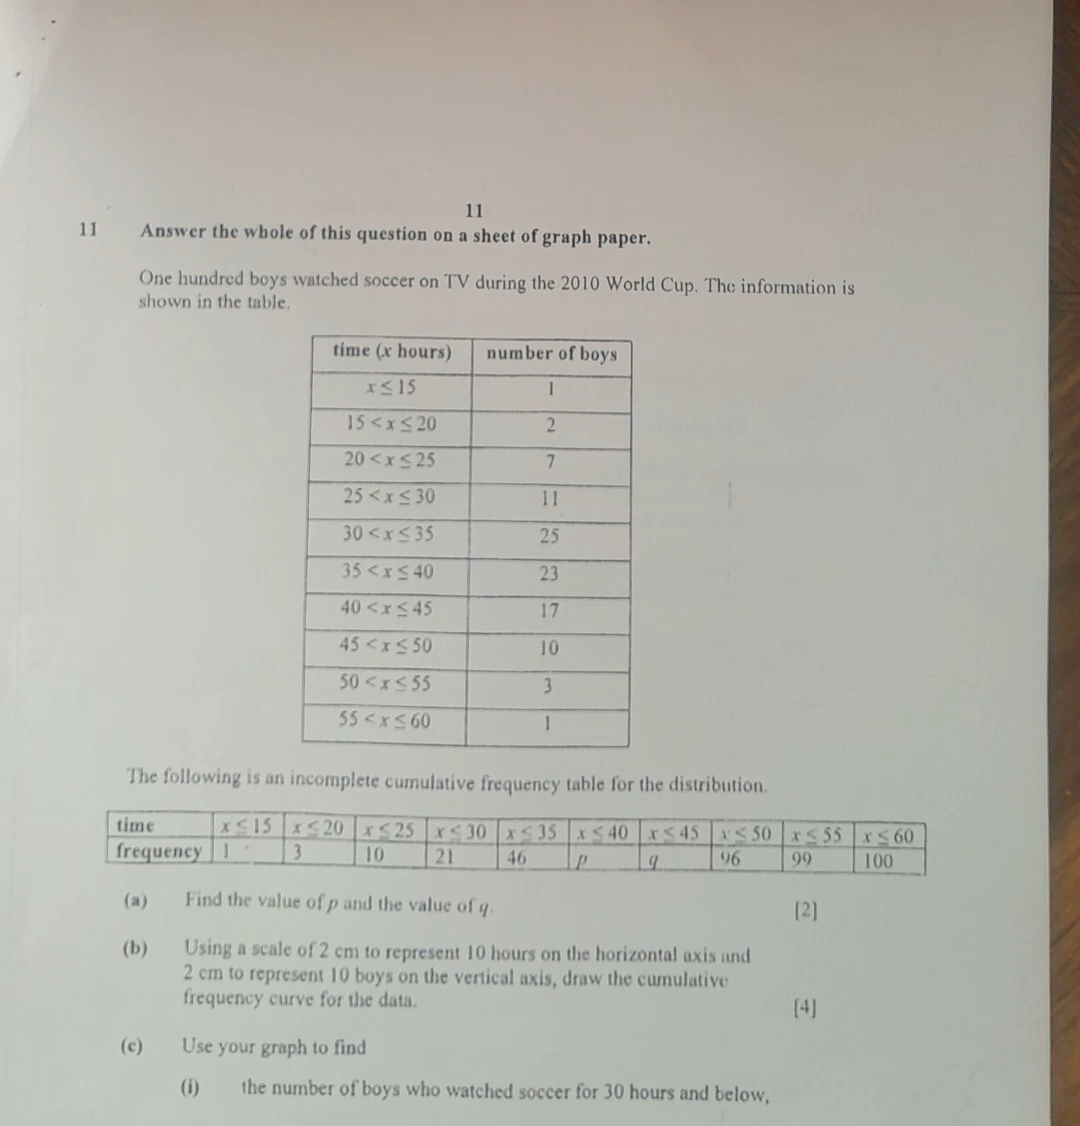 11
11 Answer the whole of this question on a sheet of graph paper.
One hundred boys watched soccer on TV during the 2010 World Cup. The information is
shown in the table.
time (x hours) number of boys
x ≤ 15 1
15 < x ≤ 20 2
20 < x ≤ 25 7
25 < x ≤ 30 11
30 < x ≤ 35 25
35 < x ≤ 40 23
40 < x ≤ 45 17
45 < x ≤ 50 10
50 < x ≤ 55 3
55 < x ≤ 60 1
The following is an incomplete cumulative frequency table for the distribution.
time x ≤ 15 x ≤ 20 x ≤ 25 x ≤ 30 x ≤ 35 x ≤ 40 x ≤ 45 x ≤ 50 x ≤ 55 x ≤ 60
frequency 1 3 10 21 46 p q 96 99 100
(a) Find the value of p and the value of q. [2]
(b) Using a scale of 2 cm to represent 10 hours on the horizontal axis and
2 cm to represent 10 boys on the vertical axis, draw the cumulative
frequency curve for the data. [4]
(c) Use your graph to find
(i) the number of boys who watched soccer for 30 hours and below,